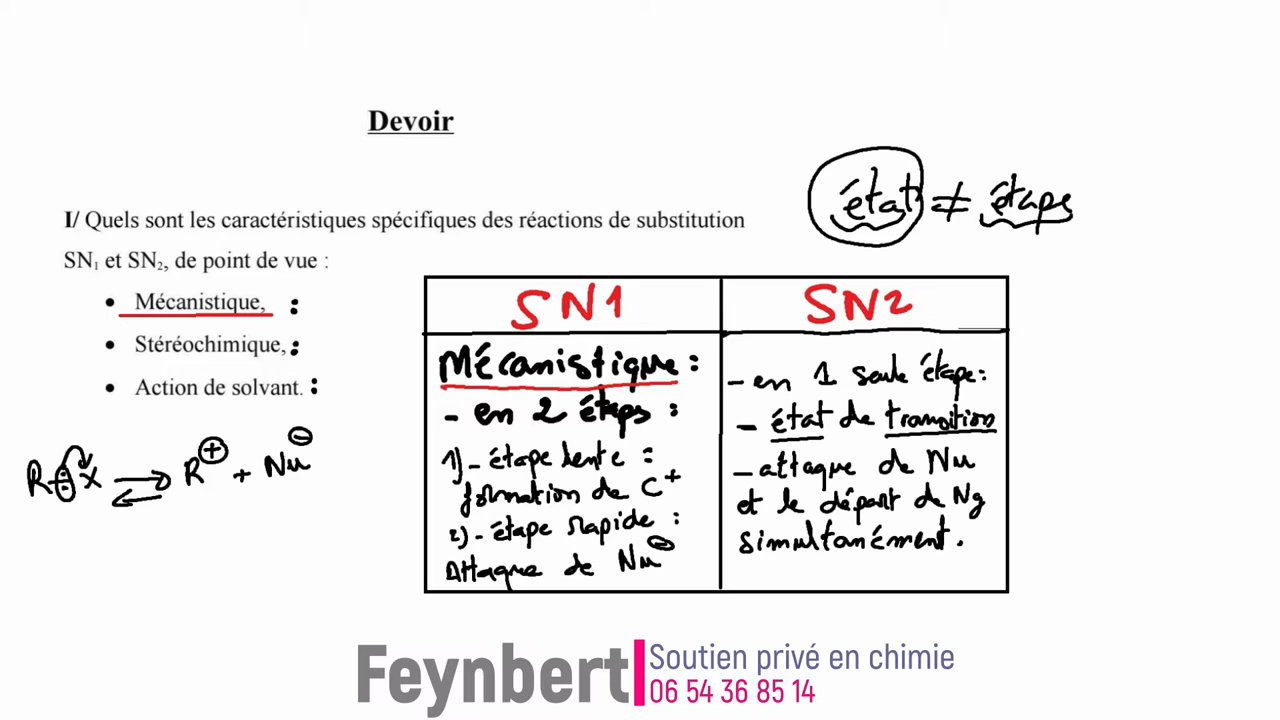 Devoir
état ≠ étape
I/ Quels sont les caractéristiques spécifiques des réactions de substitution
SN₁ et SN₂, de point de vue :
• Mécanistique, :
• Stéréochimique, :
• Action de solvant. :
R-X ⇌ R⊕ + Nu⊖
SN1
Mécanistique :
- en 2 étaps :
1)- étape lente :
formation de C+
2)- étape rapide :
Attaque de Nu⊖
SN2
- en 1 seule étape:
- état de transition
- attaque de Nu
et le départ de Ng
simultanément.
Feynbert
Soutien privé en chimie
06 54 36 85 14